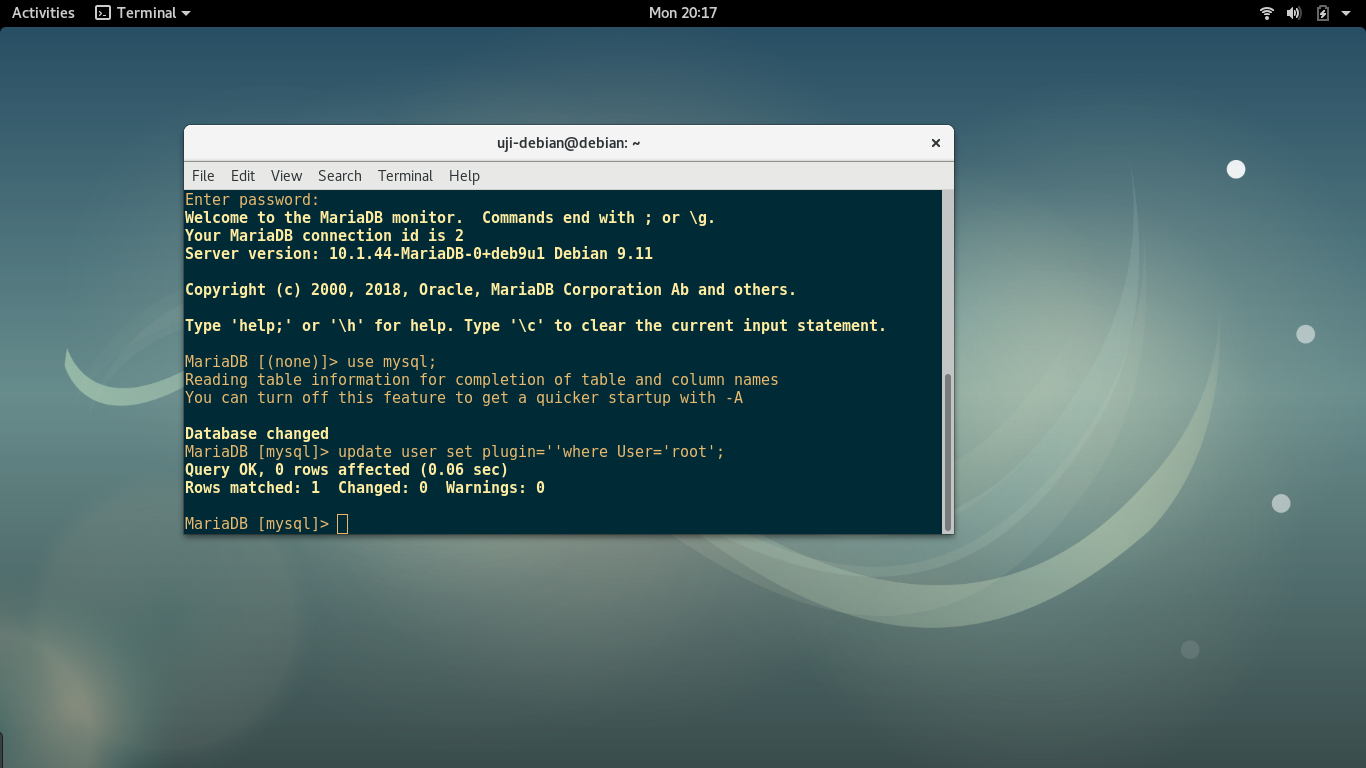 Activities Terminal Mon 20:17
uji-debian@debian: ~
File Edit View Search Terminal Help
Enter password:
Welcome to the MariaDB monitor.  Commands end with ; or \g.
Your MariaDB connection id is 2
Server version: 10.1.44-MariaDB-0+deb9u1 Debian 9.11
Copyright (c) 2000, 2018, Oracle, MariaDB Corporation Ab and others.
Type 'help;' or '\h' for help. Type '\c' to clear the current input statement.
MariaDB [(none)]> use mysql;
Reading table information for completion of table and column names
You can turn off this feature to get a quicker startup with -A
Database changed
MariaDB [mysql]> update user set plugin=''where User='root';
Query OK, 0 rows affected (0.06 sec)
Rows matched: 1  Changed: 0  Warnings: 0
MariaDB [mysql]>